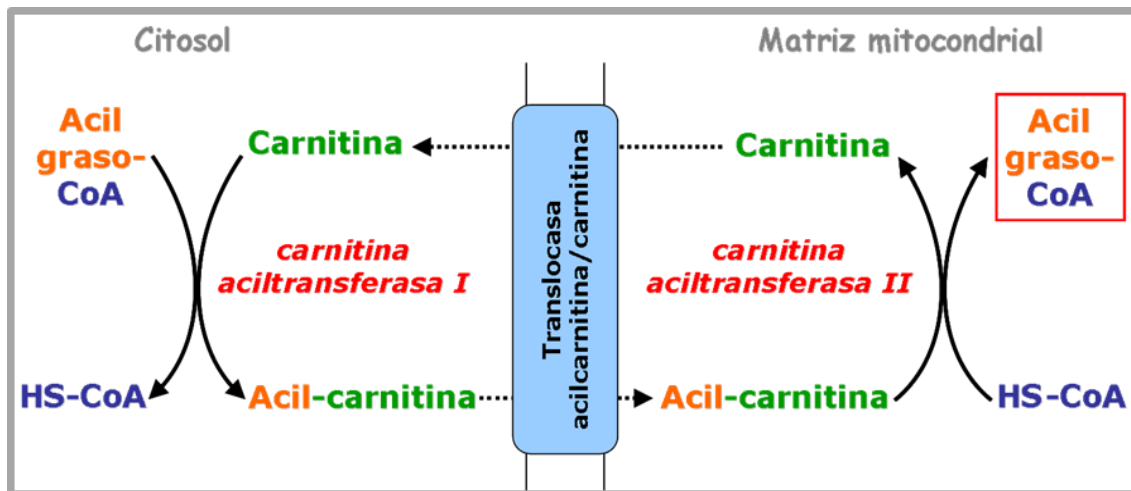 Citosol
Matriz mitocondrial
Acil
graso-
CoA
Carnitina
carnitina
aciltransferasa I
HS-CoA
Acil-carnitina
Translocasa
acilcarnitina/carnitina
Carnitina
Acil
graso-
CoA
carnitina
aciltransferasa II
Acil-carnitina
HS-CoA